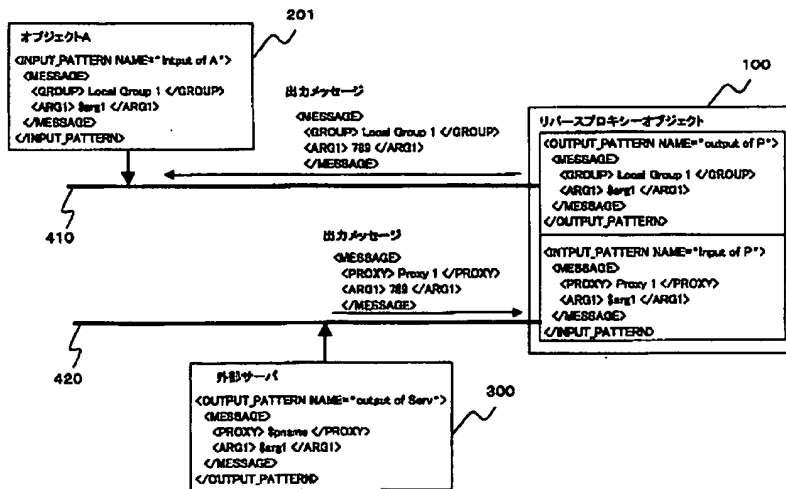 201
オブジェクトA
<INPUT_PATTERN NAME="Intput of A">
<MESSAGE>
<GROUP> Local Group 1 </GROUP>
<ARG1> $arg1 </ARG1>
</MESSAGE>
</INPUT_PATTERN>
出力メッセージ
<MESSAGE>
<GROUP> Local Group 1 </GROUP>
<ARG1> 789 </ARG1>
</MESSAGE>
100
リバースプロキシーオブジェクト
<OUTPUT_PATTERN NAME="output of P">
<MESSAGE>
<GROUP> Local Group 1 </GROUP>
<ARG1> $arg1 </ARG1>
</MESSAGE>
</OUTPUT_PATTERN>
<INTPUT_PATTERN NAME="Input of P">
<MESSAGE>
<PROXY> Proxy 1 </PROXY>
<ARG1> $arg1 </ARG1>
</MESSAGE>
</INPUT_PATTERN>
410
出力メッセージ
<MESSAGE>
<PROXY> Proxy 1 </PROXY>
<ARG1> 789 </ARG1>
</MESSAGE>
420
外部サーバ
<OUTPUT_PATTERN NAME="output of Serv">
<MESSAGE>
<PROXY> $pname </PROXY>
<ARG1> $arg1 </ARG1>
</MESSAGE>
</OUTPUT_PATTERN>
300